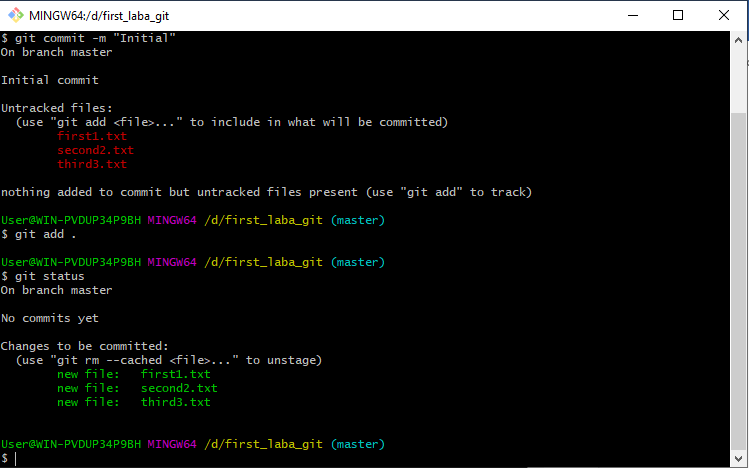 MINGW64:/d/first_laba_git
$ git commit -m "Initial"
On branch master
Initial commit
Untracked files:
(use "git add <file>..." to include in what will be committed)
first1.txt
second2.txt
third3.txt
nothing added to commit but untracked files present (use "git add" to track)
User@WIN-PVDUP34P9BH MINGW64 /d/first_laba_git (master)
$ git add .
User@WIN-PVDUP34P9BH MINGW64 /d/first_laba_git (master)
$ git status
On branch master
No commits yet
Changes to be committed:
(use "git rm --cached <file>..." to unstage)
new file:   first1.txt
new file:   second2.txt
new file:   third3.txt
User@WIN-PVDUP34P9BH MINGW64 /d/first_laba_git (master)
$